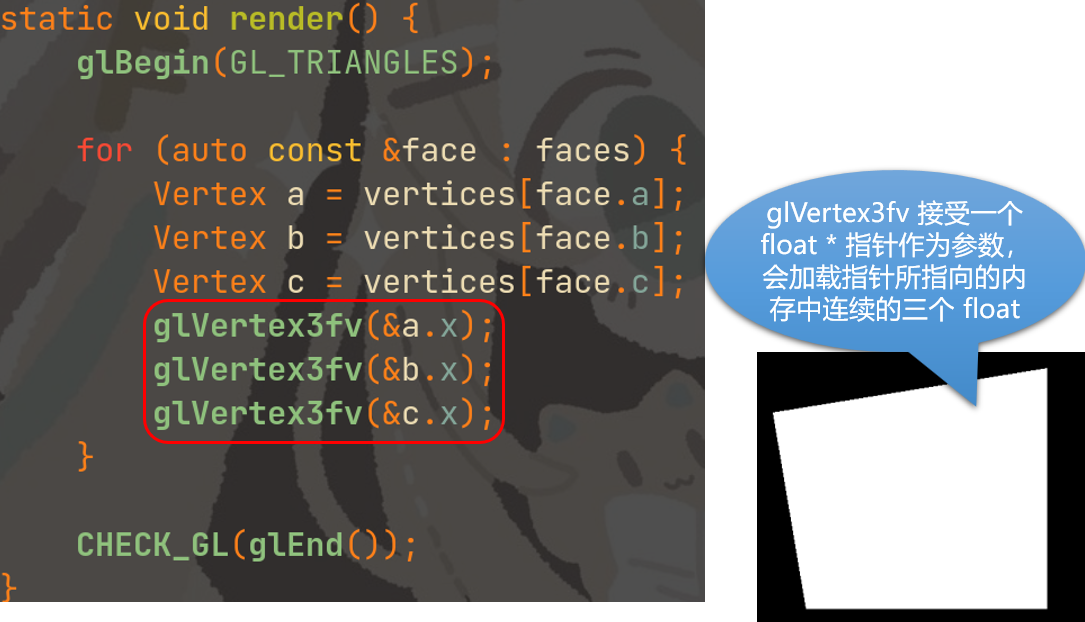 static void render() {
    glBegin(GL_TRIANGLES);
    for (auto const &face : faces) {
        Vertex a = vertices[face.a];
        Vertex b = vertices[face.b];
        Vertex c = vertices[face.c];
        glVertex3fv(&a.x);
        glVertex3fv(&b.x);
        glVertex3fv(&c.x);
    }
    CHECK_GL(glEnd());
}
glVertex3fv 接受一个
float * 指针作为参数，
会加载指针所指向的内
存中连续的三个 float